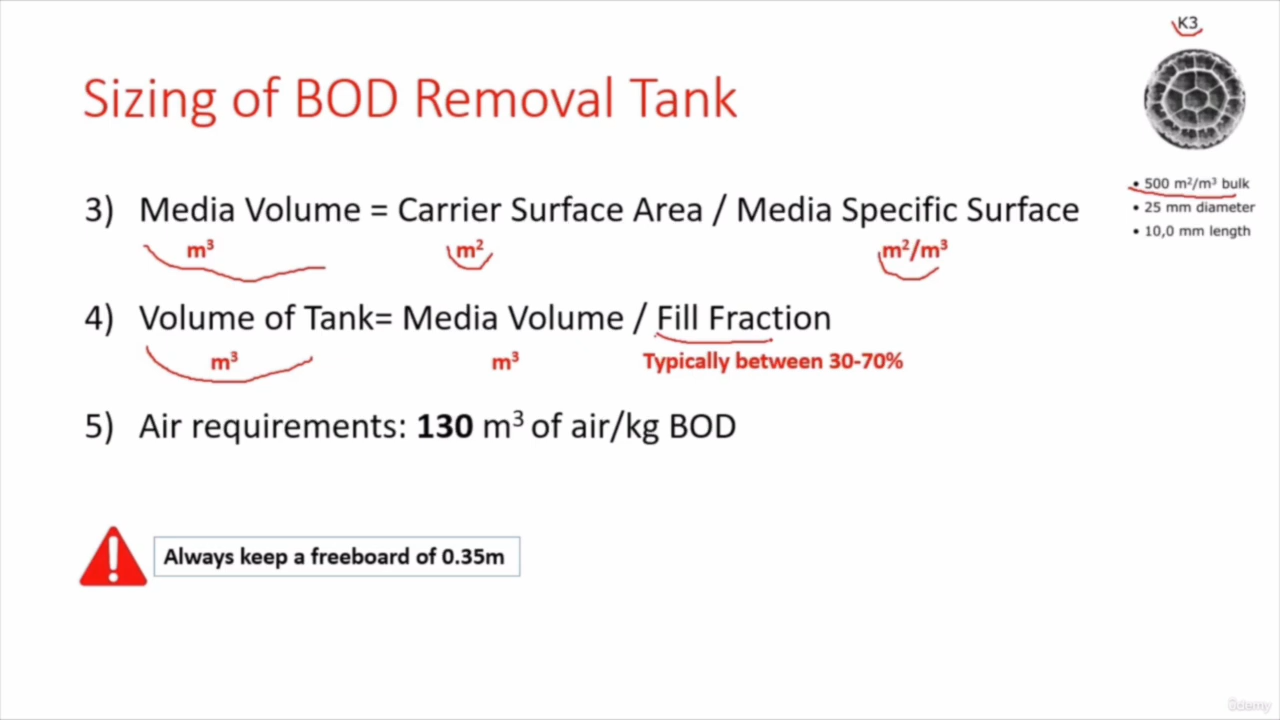 K3
Sizing of BOD Removal Tank
• 500 m²/m³ bulk
• 25 mm diameter
• 10,0 mm length
3) Media Volume = Carrier Surface Area / Media Specific Surface
m³ m² m²/m³
4) Volume of Tank= Media Volume / Fill Fraction
m³ m³ Typically between 30-70%
5) Air requirements: 130 m³ of air/kg BOD
Always keep a freeboard of 0.35m
ûdemy